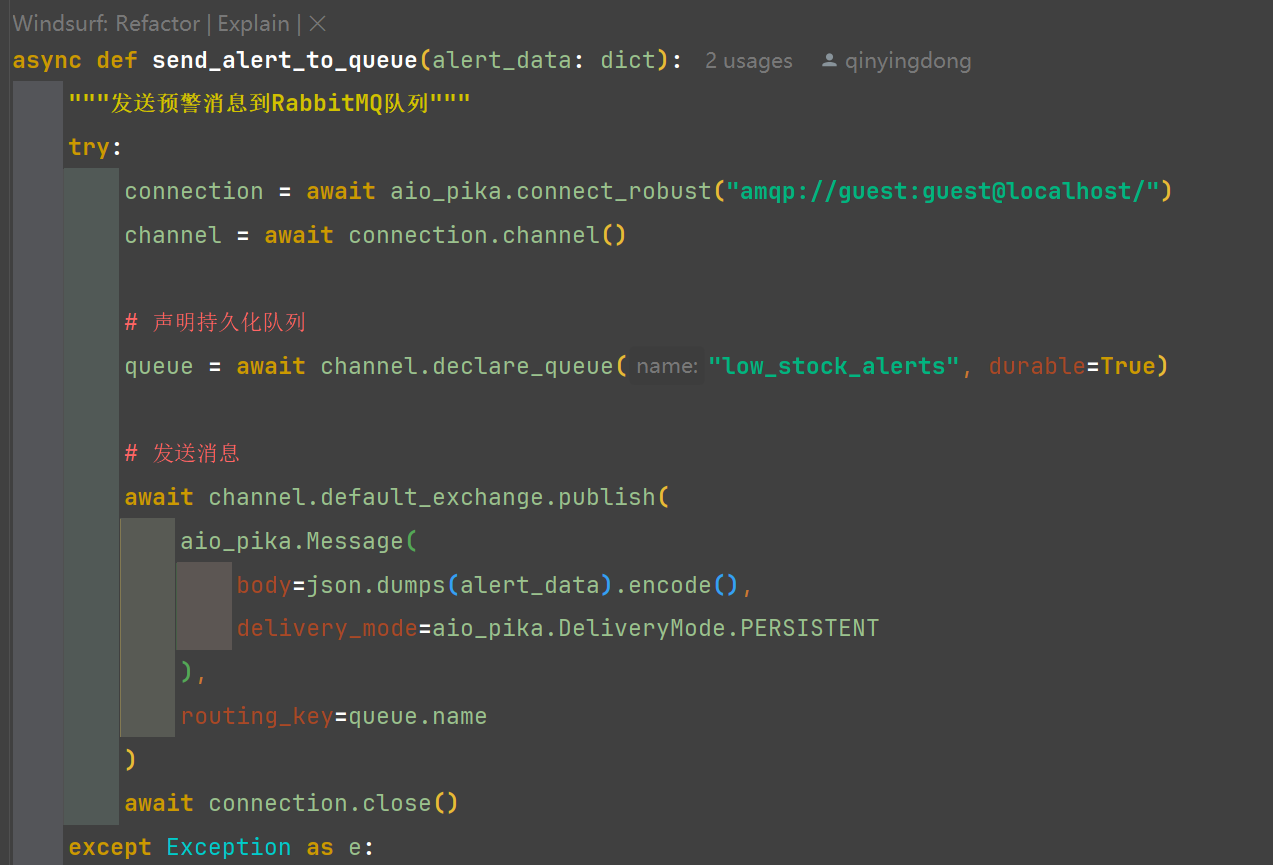 Windsurf: Refactor | Explain | ×
async def send_alert_to_queue(alert_data: dict): 2 usages qinyingdong
"""发送预警消息到RabbitMQ队列"""
try:
connection = await aio_pika.connect_robust("amqp://guest:guest@localhost/")
channel = await connection.channel()
# 声明持久化队列
queue = await channel.declare_queue( name: "low_stock_alerts", durable=True)
# 发送消息
await channel.default_exchange.publish(
aio_pika.Message(
body=json.dumps(alert_data).encode(),
delivery_mode=aio_pika.DeliveryMode.PERSISTENT
),
routing_key=queue.name
)
await connection.close()
except Exception as e: